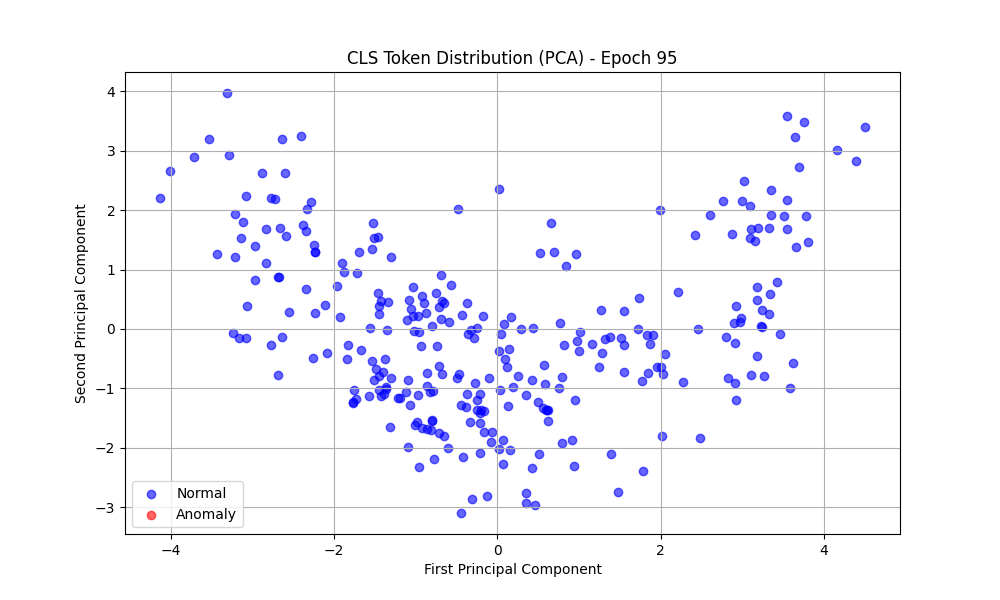 CLS Token Distribution (PCA) - Epoch 95
4
3
2
1
0
−1
−2
−3
Second Principal Component
Normal
Anomaly
−4
−2
0
2
4
First Principal Component